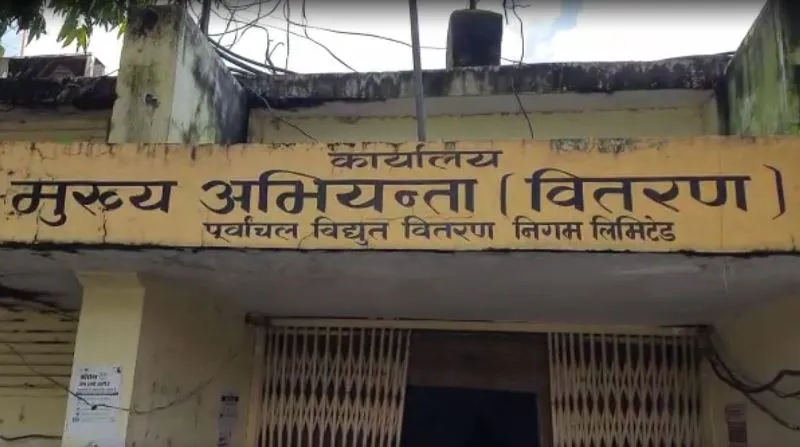 कार्यालय
मुख्य अभियन्ता ( वितरण )
पूर्वांचल विद्युत वितरण निगम लिमिटेड